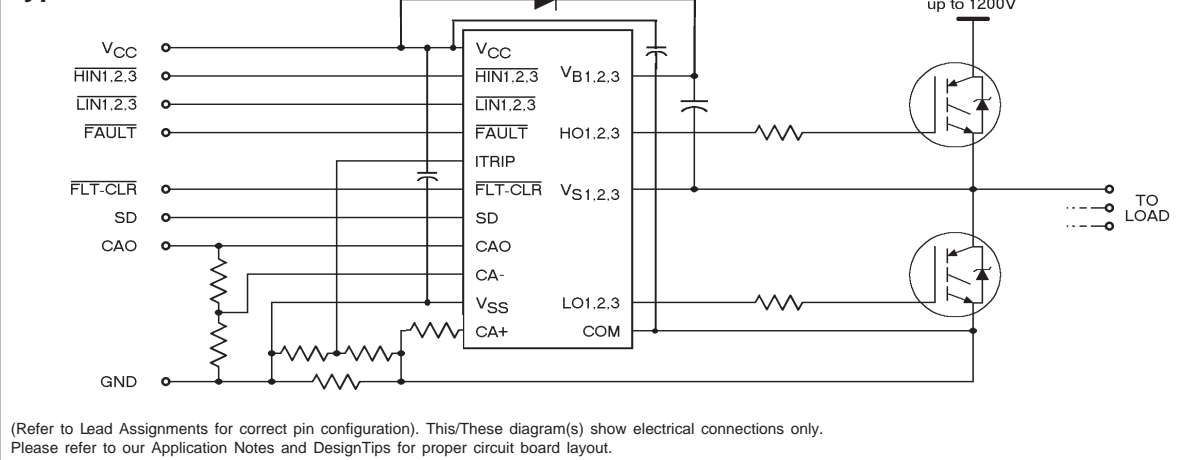 up to 1200V
VCC
HIN1,2,3
LIN1,2,3
FAULT
FLT-CLR
SD
CAO
GND
VCC
HIN1,2,3
LIN1,2,3
FAULT
ITRIP
FLT-CLR
SD
CAO
CA-
VSS
CA+
VB1,2,3
HO1,2,3
VS1,2,3
LO1,2,3
COM
TO
LOAD
(Refer to Lead Assignments for correct pin configuration). This/These diagram(s) show electrical connections only.
Please refer to our Application Notes and DesignTips for proper circuit board layout.